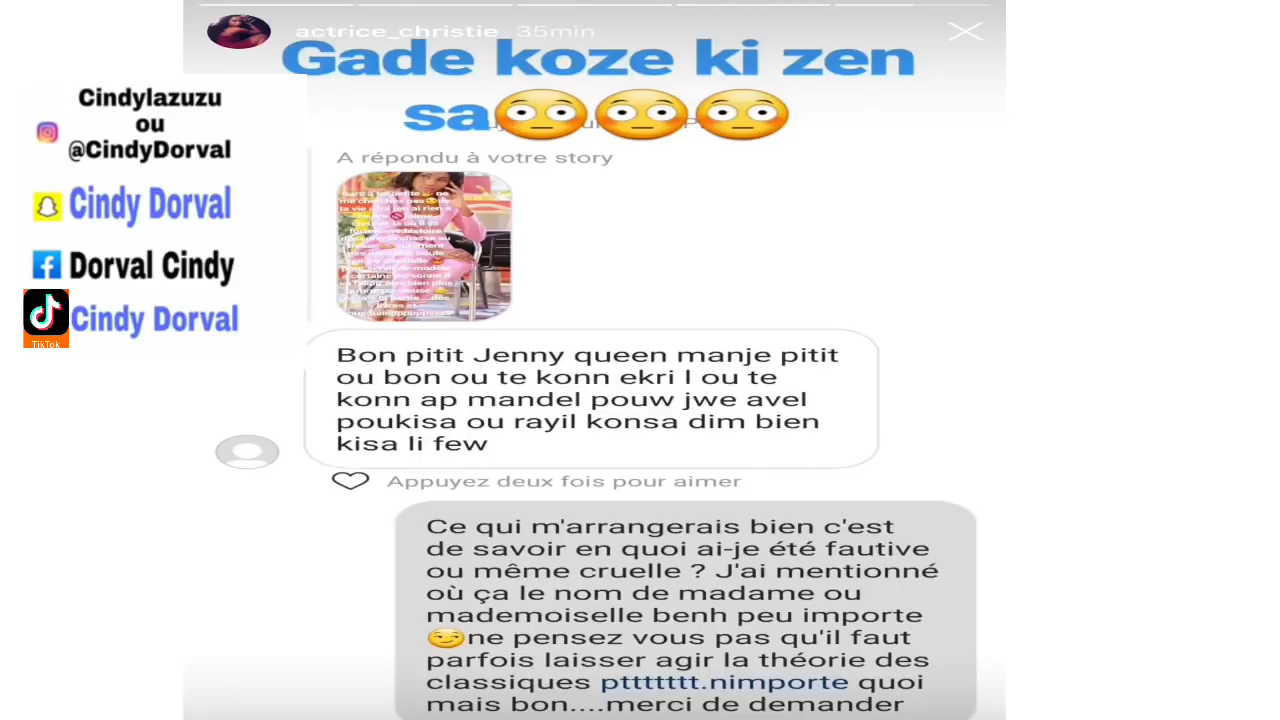 actrice_christie 35min
Gade koze ki zen
sa😳😳😳
Cindylazuzu
ou
@CindyDorval
Cindy Dorval
Dorval Cindy
Cindy Dorval
TikTok
A répondu à votre story
Bon pitit Jenny queen manje pitit
ou bon ou te konn ekri l ou te
konn ap mandel pouw jwe avel
poukisa ou rayil konsa dim bien
kisa li few
Appuyez deux fois pour aimer
Ce qui m'arrangerais bien c'est
de savoir en quoi ai-je été fautive
ou même cruelle ? J'ai mentionné
où ça le nom de madame ou
mademoiselle benh peu importe
😏ne pensez vous pas qu'il faut
parfois laisser agir la théorie des
classiques pttttttt.nimporte quoi
mais bon....merci de demander